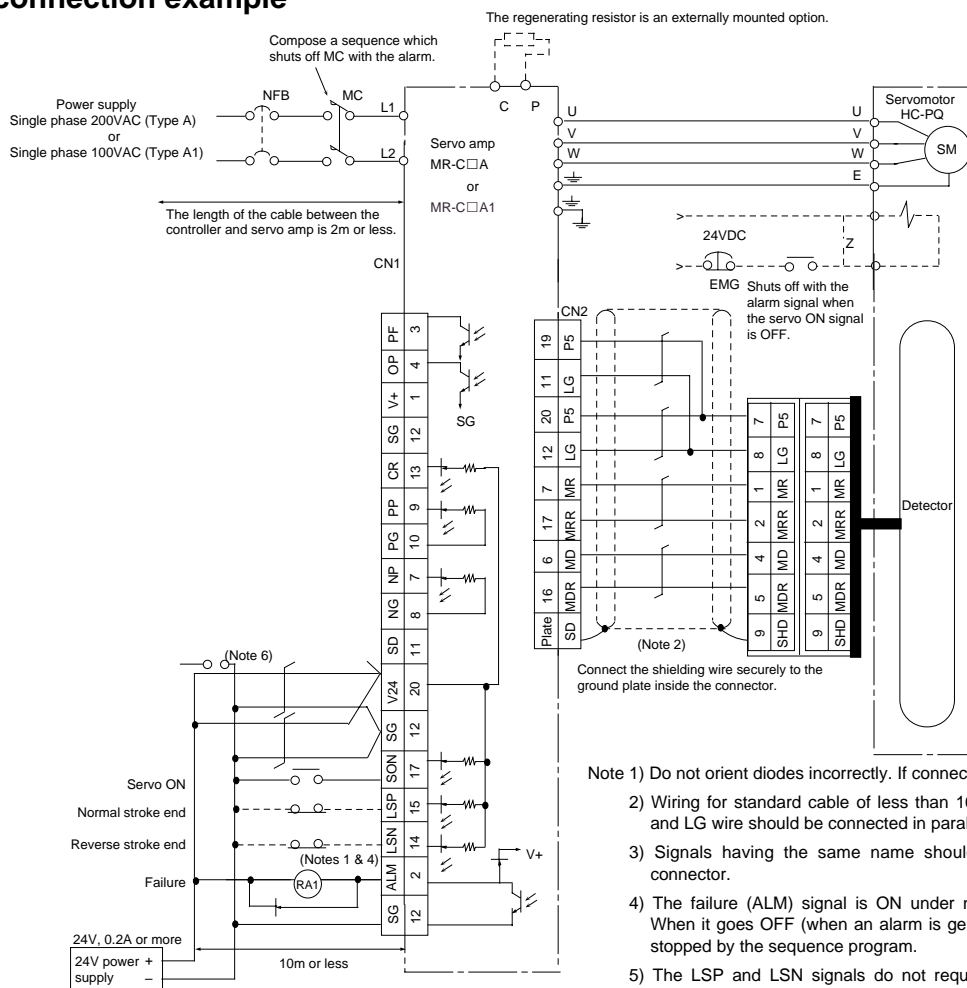 connection example
The regenerating resistor is an externally mounted option.
Compose a sequence which
shuts off MC with the alarm.
NFB
MC
L1
L2
C
P
Power supply
Single phase 200VAC (Type A)
or
Single phase 100VAC (Type A1)
Servo amp
MR-C□A
or
MR-C□A1
U
V
W
U
V
W
E
Servomotor
HC-PQ
SM
The length of the cable between the
controller and servo amp is 2m or less.
24VDC
Z
EMG
Shuts off with the
alarm signal when
the servo ON signal
is OFF.
CN1
PF 3
OP 4
V+ 1
SG 12
CR 13
PP 9
PG 10
NP 7
NG 8
SD 11
V24 20
SG 12
SON 17
LSP 15
LSN 14
ALM 2
SG 12
SG
V+
CN2
19 P5
11 LG
20 P5
12 LG
7 MR
17 MRR
6 MD
16 MDR
Plate SD
7 P5 7 P5
8 LG 8 LG
1 MR 1 MR
2 MRR 2 MRR
4 MD 4 MD
5 MDR 5 MDR
9 SHD 9 SHD
Detector
(Note 2)
Connect the shielding wire securely to the
ground plate inside the connector.
(Note 6)
Servo ON
Normal stroke end
Reverse stroke end
(Notes 1 & 4)
Failure
RA1
24V, 0.2A or more
24V power +
supply –
10m or less
Note 1) Do not orient diodes incorrectly. If connec
2) Wiring for standard cable of less than 10
and LG wire should be connected in paral
3) Signals having the same name shoul
connector.
4) The failure (ALM) signal is ON under n
When it goes OFF (when an alarm is ge
stopped by the sequence program.
5) The LSP and LSN signals do not requ